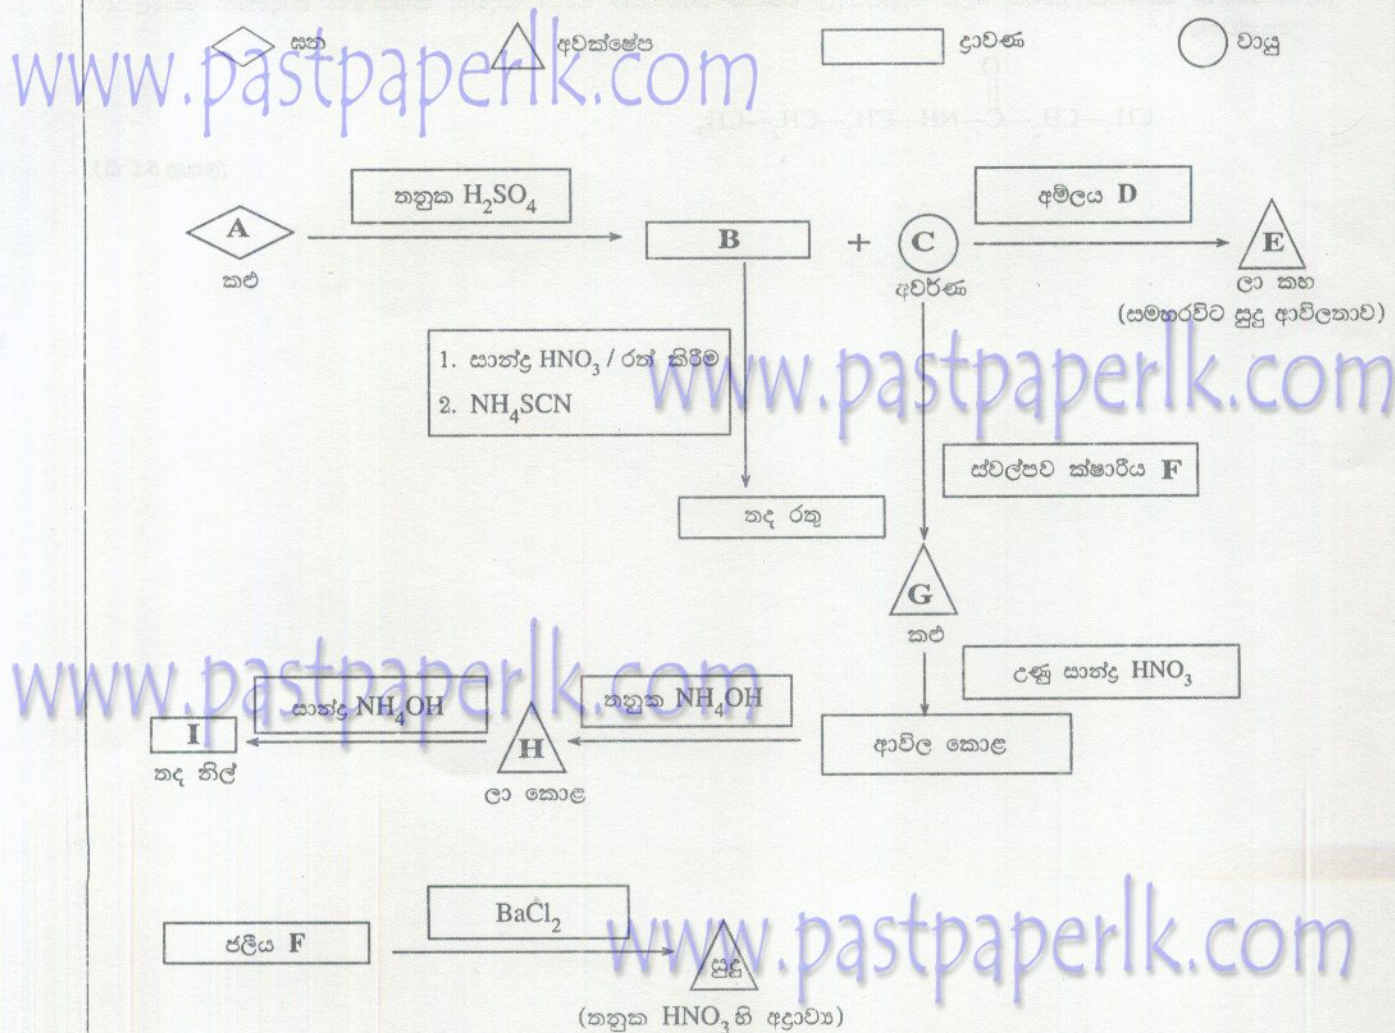 ඝන අවක්ෂේප ද්‍රාවණ වායු
www.pastpaperlk.com
තනුක H₂SO₄
අම්ලය D
A B + C E
කළු
අවර්ණ
ලා කහ
(සමහරවිට සුදු ආවිලතාව)
1. සාන්ද්‍ර HNO₃ / රත් කිරීම
2. NH₄SCN
www.pastpaperlk.com
ස්වල්පව ක්ෂාරීය F
තද රතු
G
කළු
උණු සාන්ද්‍ර HNO₃
www.pastpaperlk.com
සාන්ද්‍ර NH₄OH
තනුක NH₄OH
I H ආවිල කොළ
තද නිල්
ලා කොළ
BaCl₂
ජලීය F
සුදු
www.pastpaperlk.com
(තනුක HNO₃ හි අද්‍රාව්‍ය)